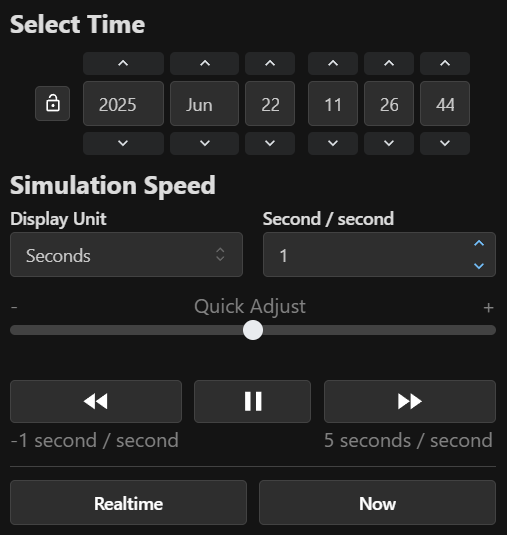 Select Time
2025 Jun 22 11 26 44
Simulation Speed
Display Unit Second / second
Seconds 1
- Quick Adjust +
-1 second / second 5 seconds / second
Realtime Now